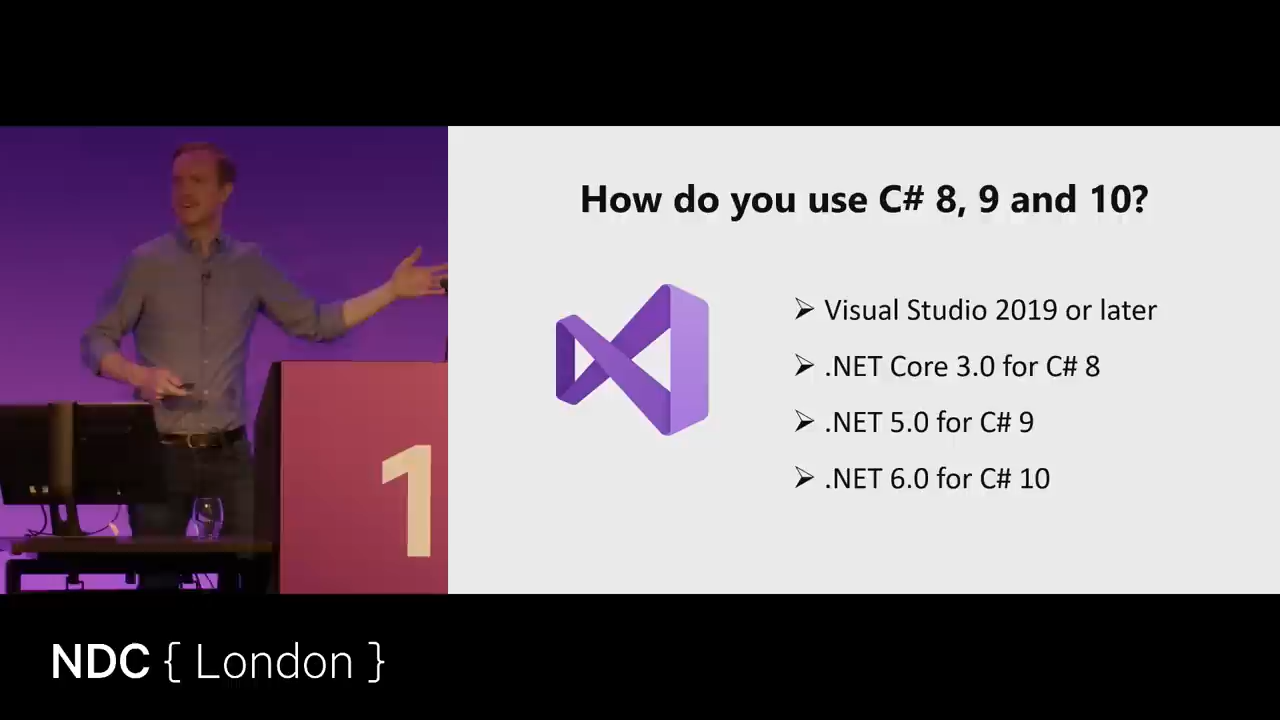 How do you use C# 8, 9 and 10?
➢ Visual Studio 2019 or later
➢ .NET Core 3.0 for C# 8
➢ .NET 5.0 for C# 9
➢ .NET 6.0 for C# 10
1
NDC { London }